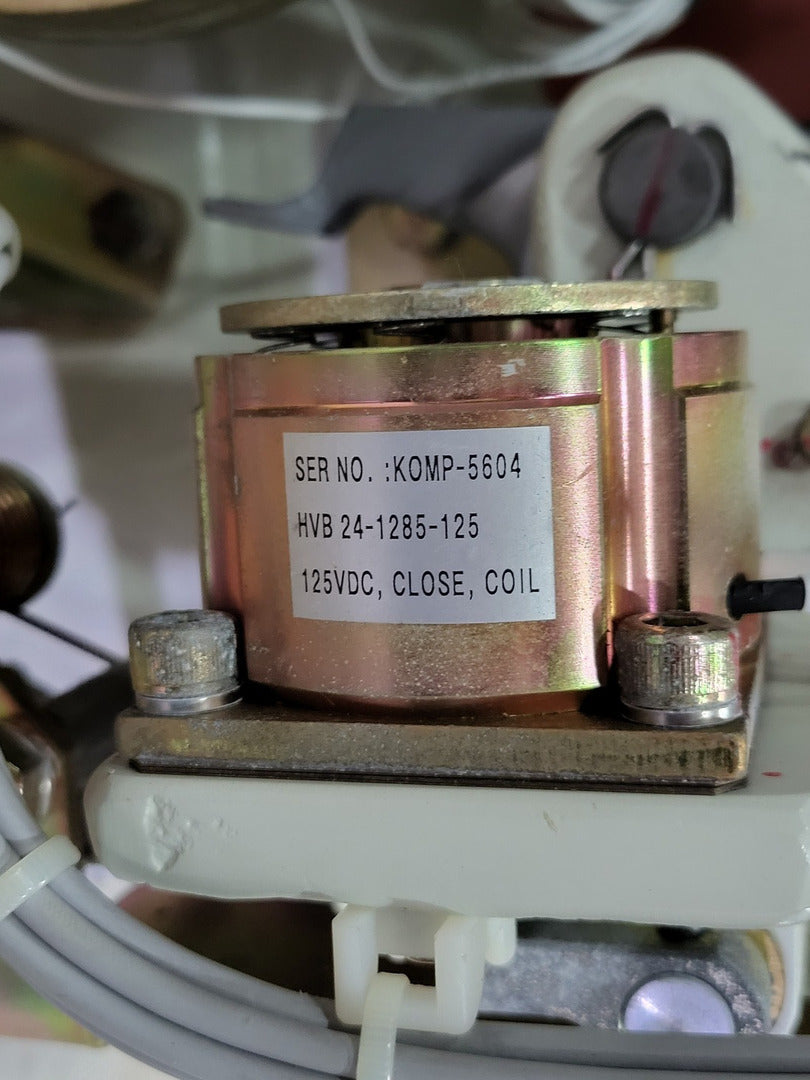 SER NO. :KOMP-5604
HVB 24-1285-125
125VDC, CLOSE, COIL